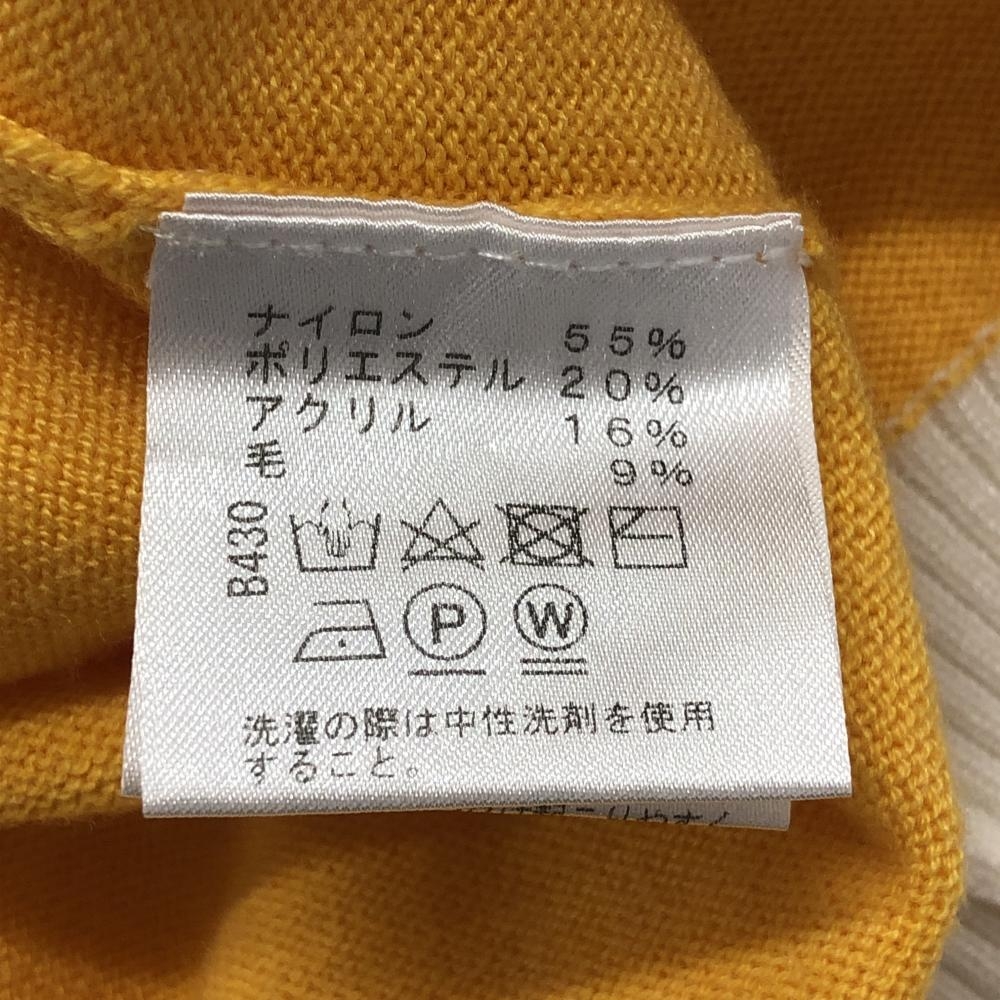 ナイロン 55%
ポリエステル 20%
アクリル 16%
毛 9%
B430
P W
洗濯の際は中性洗剤を使用
すること。